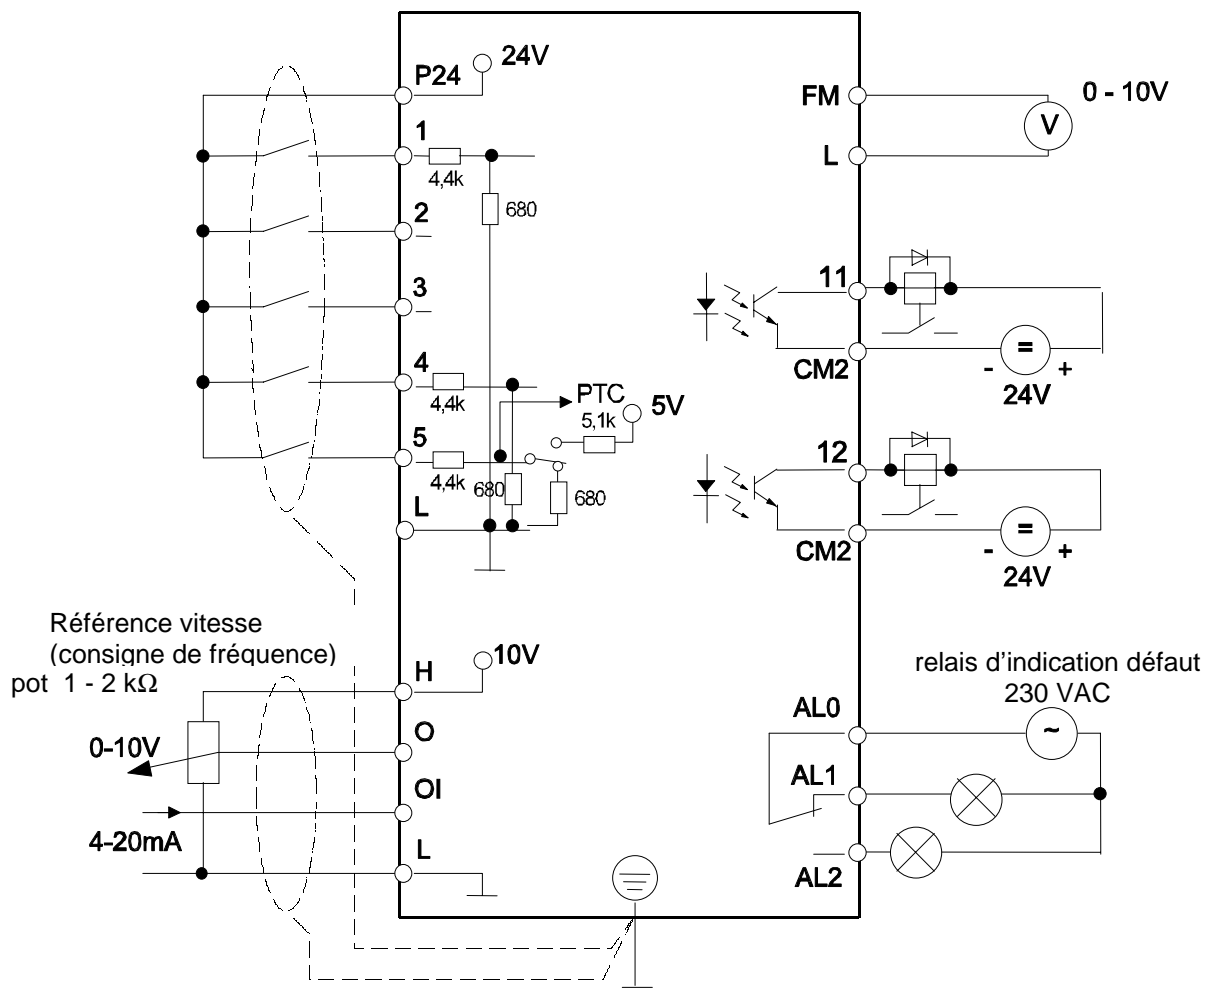 P24
24V
1
4,4k
680
2
3
4
4,4k
PTC
5,1k
5V
5
4,4k
680
680
L
Référence vitesse
(consigne de fréquence)
pot 1 - 2 kΩ
H
10V
0-10V
O
OI
4-20mA
L
FM
0 - 10V
V
L
11
=
CM2
- +
24V
12
=
CM2
- +
24V
relais d'indication défaut
230 VAC
AL0
~
AL1
AL2